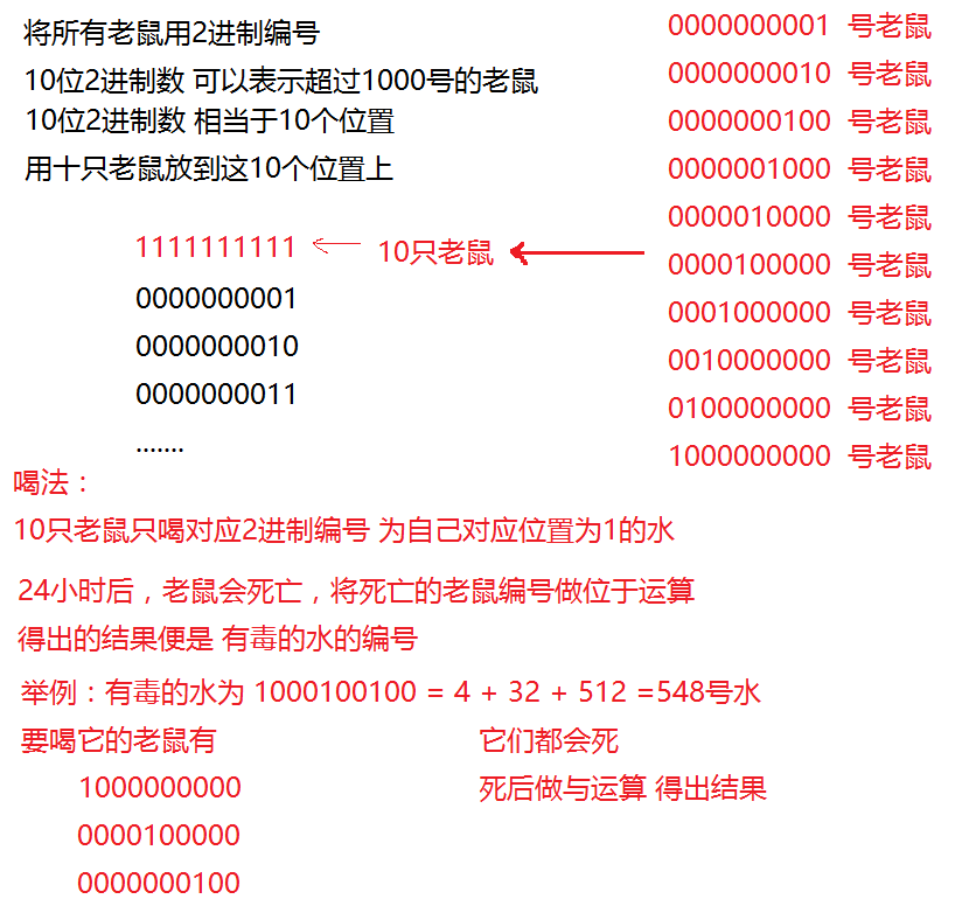 将所有老鼠用2进制编号
10位2进制数 可以表示超过1000号的老鼠
10位2进制数 相当于10个位置
用十只老鼠放到这10个位置上
0000000001 号老鼠
0000000010 号老鼠
0000000100 号老鼠
0000001000 号老鼠
0000010000 号老鼠
0000100000 号老鼠
0001000000 号老鼠
0010000000 号老鼠
0100000000 号老鼠
1000000000 号老鼠
1111111111
10只老鼠
0000000001
0000000010
0000000011
.......
喝法：
10只老鼠只喝对应2进制编号 为自己对应位置为1的水
24小时后，老鼠会死亡，将死亡的老鼠编号做位于运算
得出的结果便是 有毒的水的编号
举例：有毒的水为 1000100100 = 4 + 32 + 512 =548号水
要喝它的老鼠有
它们都会死
1000000000
死后做与运算 得出结果
0000100000
0000000100